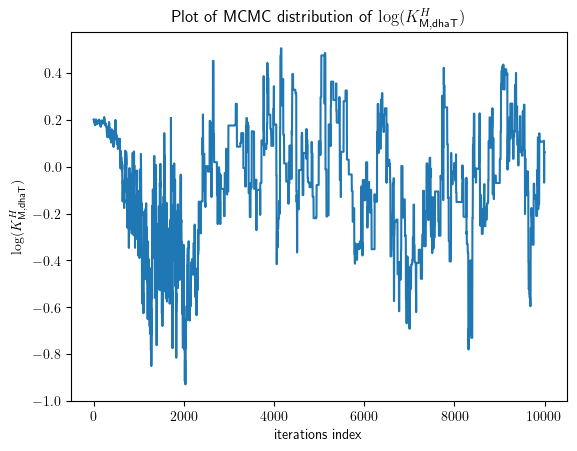 Plot of MCMC distribution of log(K^H_{M,dhaT})
log(K^H_{M,dhaT})
0.4
0.2
0.0
−0.2
−0.4
−0.6
−0.8
−1.0
0 2000 4000 6000 8000 10000
iterations index